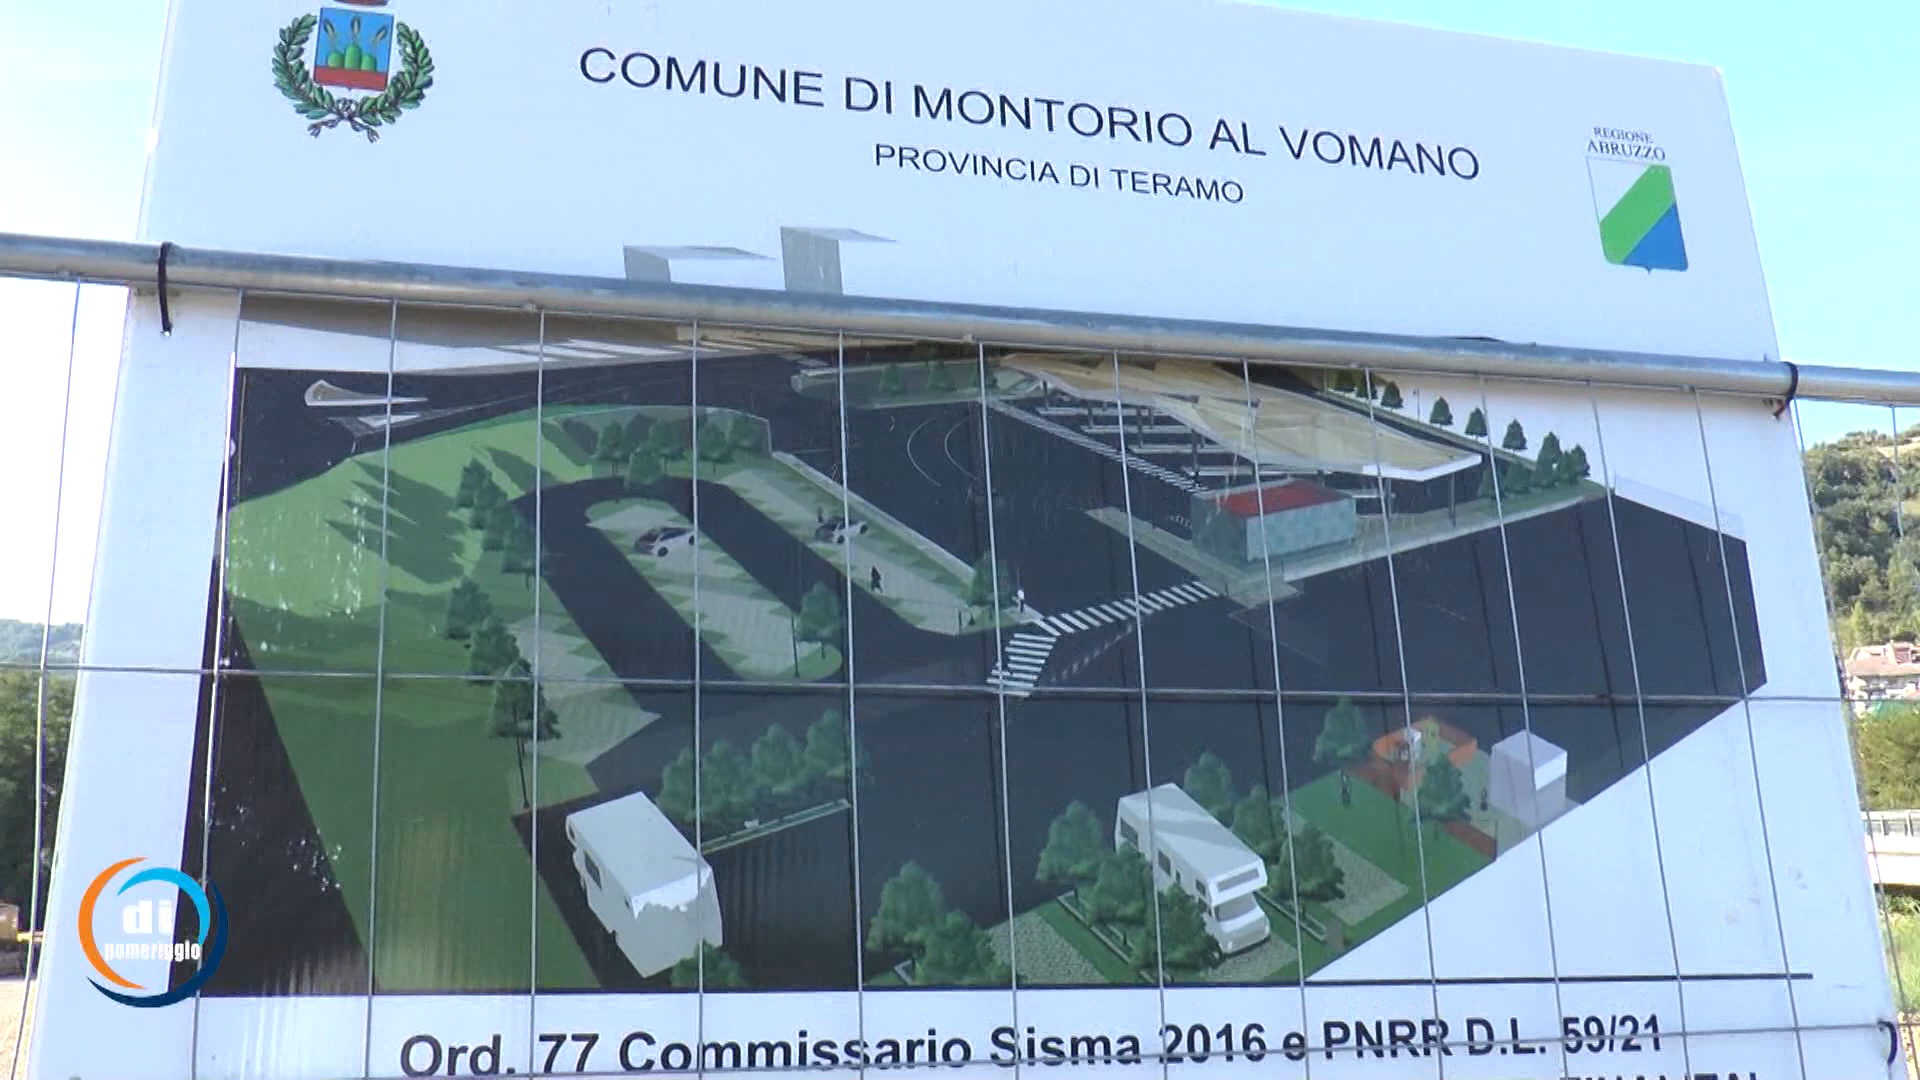 COMUNE DI MONTORIO AL VOMANO
PROVINCIA DI TERAMO
REGIONE
ABRUZZO
di
pomeriggio
Ord. 77 Commissario Sisma 2016 e PNRR D.L. 59/21